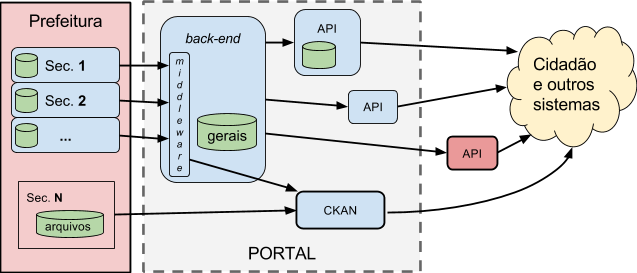 Prefeitura
Sec. 1
Sec. 2
...
Sec. N
arquivos
back-end
middleware
gerais
API
API
API
CKAN
PORTAL
Cidadão
e outros
sistemas